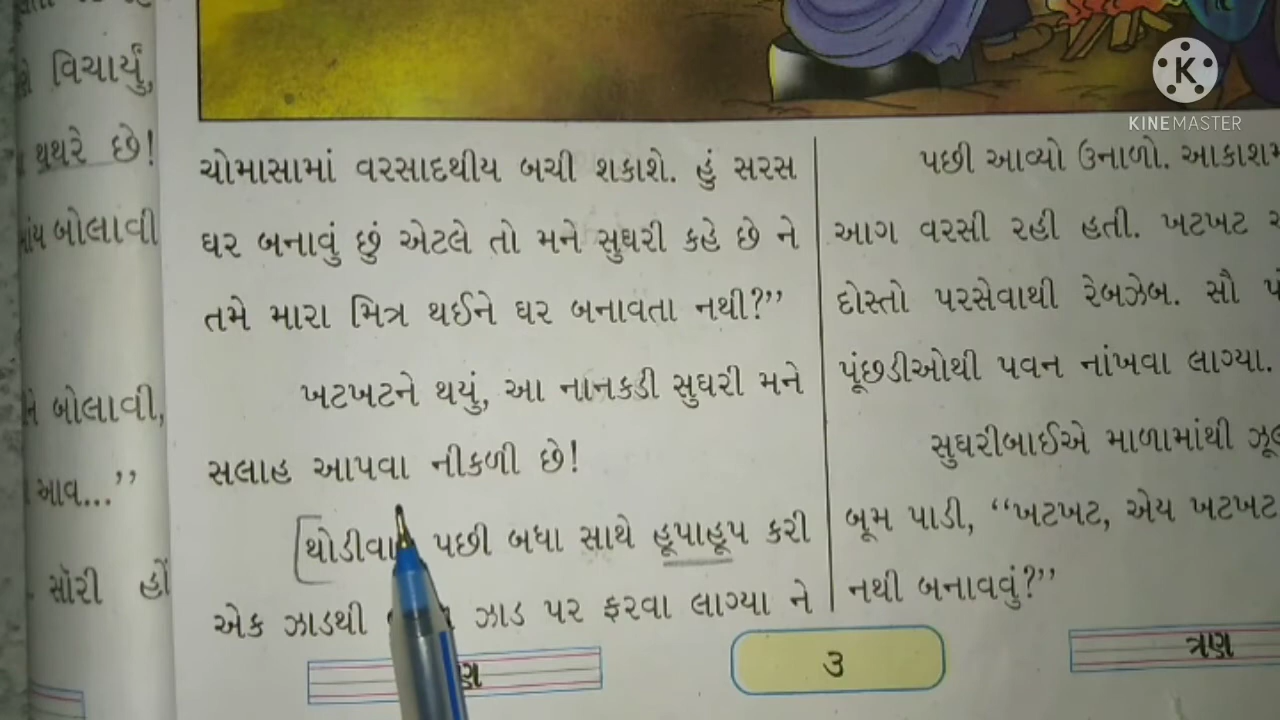 વિચાર્યું,
થથરે છે!
બોલાવી
બોલાવી,
આવ...”
સૉરી હોં
ચોમાસામાં વરસાદથીય બચી શકાશે. હું સરસ
ઘર બનાવું છું એટલે તો મને સુઘરી કહે છે ને
તમે મારા મિત્ર થઈને ઘર બનાવતા નથી?”
ખટખટને થયું, આ નાનકડી સુઘરી મને
સલાહ આપવા નીકળી છે!
પછી બધા સાથે હૂપાહૂપ કરી
એક ઝાડથી ઝાડ પર ફરવા લાગ્યા ને
પછી આવ્યો ઉનાળો.
આગ વરસી રહી હતી. ખટખટ
દોસ્તો પરસેવાથી રેબઝેબ. સૌ
પૂંછડીઓથી પવન નાંખવા લાગ્યા.
સુઘરીબાઈએ માળામાંથી
બૂમ પાડી, “ખટખટ, એય ખટખટ
નથી બનાવવું?”
૩
ત્રણ
KINEMASTER